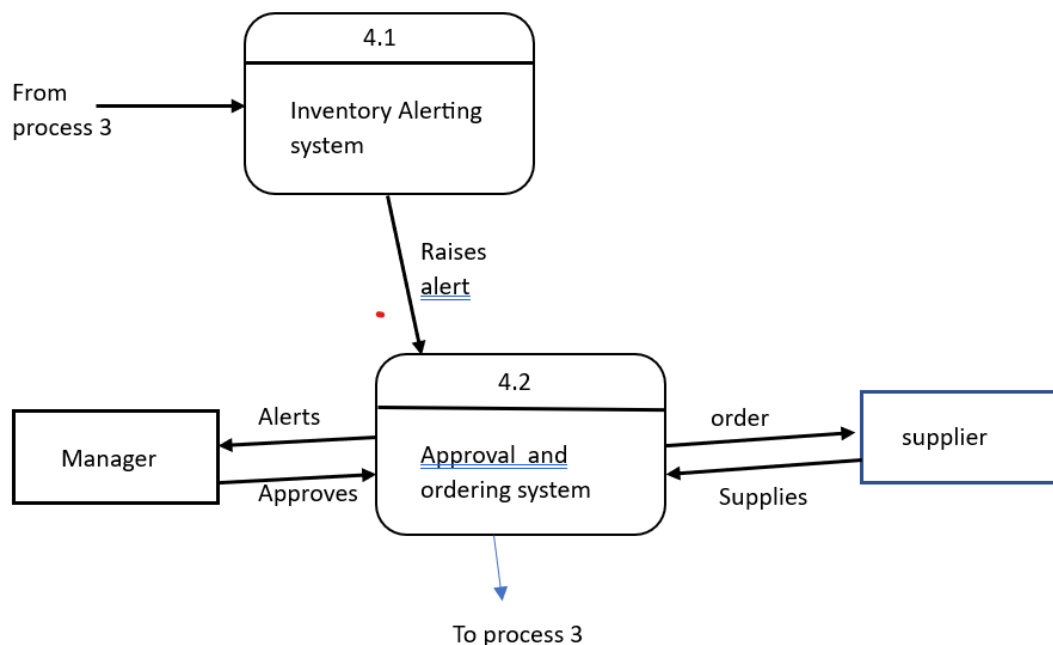 4.1
From
process 3
Inventory Alerting
system
Raises
alert
4.2
Alerts
order
Manager
supplier
Approval and
ordering system
Approves
Supplies
To process 3